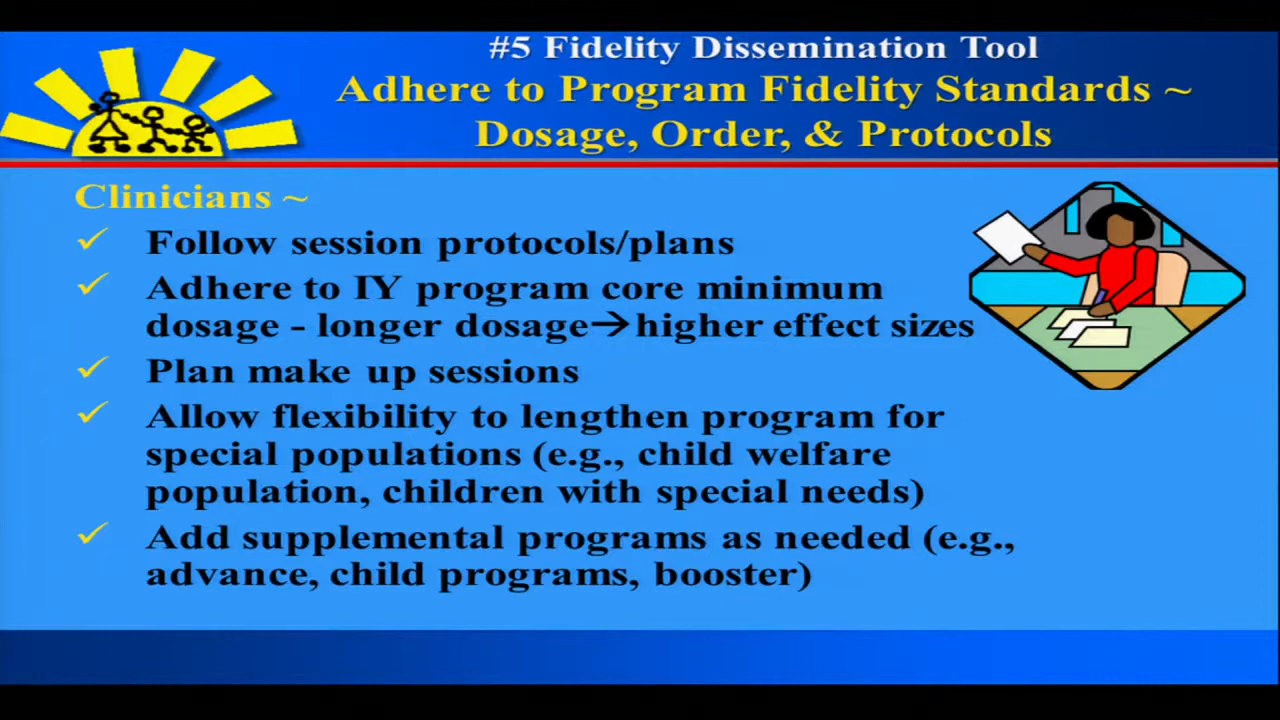 #5 Fidelity Dissemination Tool
Adhere to Program Fidelity Standards ~
Dosage, Order, & Protocols
Clinicians ~
✓ Follow session protocols/plans
✓ Adhere to IY program core minimum
dosage - longer dosage→higher effect sizes
✓ Plan make up sessions
✓ Allow flexibility to lengthen program for
special populations (e.g., child welfare
population, children with special needs)
✓ Add supplemental programs as needed (e.g.,
advance, child programs, booster)